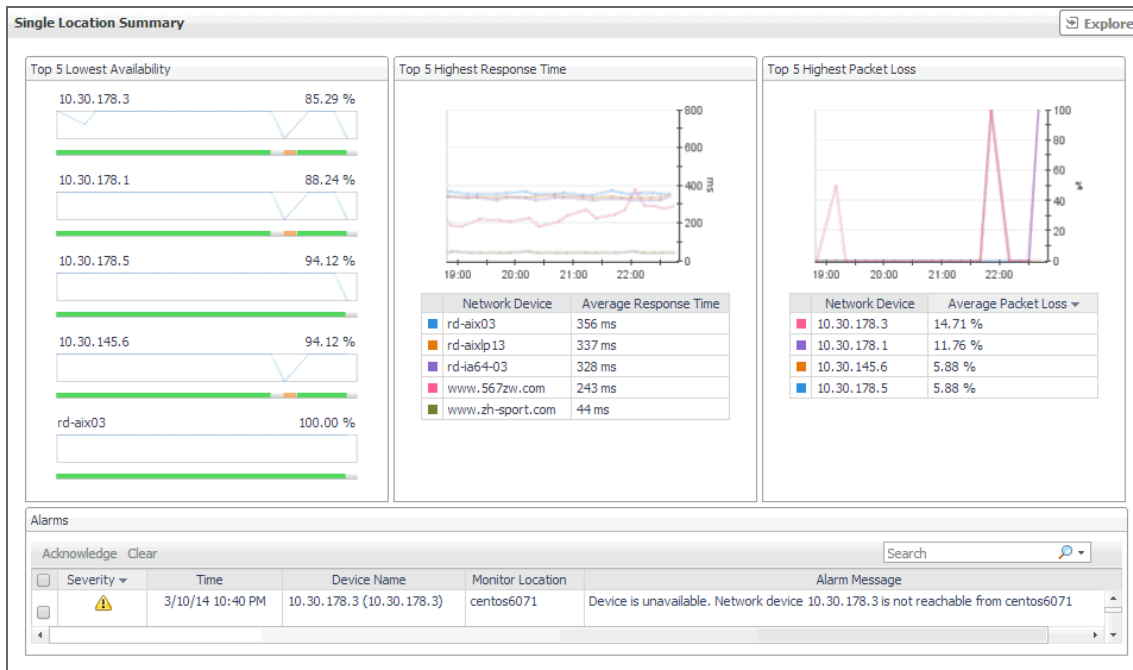 Single Location Summary
Explore
Top 5 Lowest Availability
10.30.178.3 85.29 %
10.30.178.1 88.24 %
10.30.178.5 94.12 %
10.30.145.6 94.12 %
rd-aix03 100.00 %
Top 5 Highest Response Time
800
600
400
200
0
ms
19:00 20:00 21:00 22:00
Network Device Average Response Time
rd-aix03 356 ms
rd-aixlp13 337 ms
rd-ia64-03 328 ms
www.567zw.com 243 ms
www.zh-sport.com 44 ms
Top 5 Highest Packet Loss
100
80
60
40
20
0
%
19:00 20:00 21:00 22:00
Network Device Average Packet Loss
10.30.178.3 14.71 %
10.30.178.1 11.76 %
10.30.145.6 5.88 %
10.30.178.5 5.88 %
Alarms
Acknowledge Clear Search
Severity Time Device Name Monitor Location Alarm Message
3/10/14 10:40 PM 10.30.178.3 (10.30.178.3) centos6071 Device is unavailable. Network device 10.30.178.3 is not reachable from centos6071